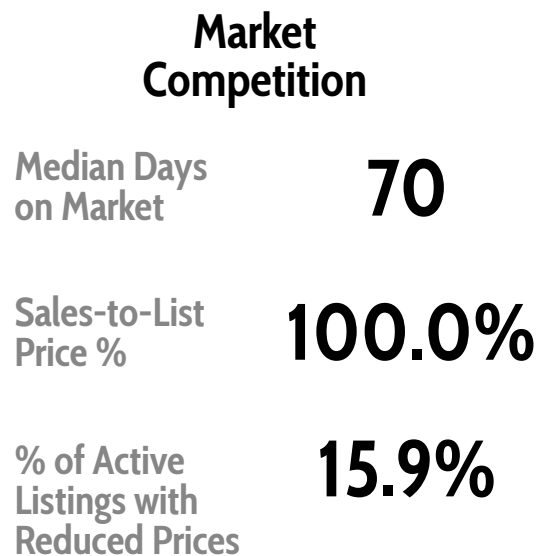 Market
Competition
Median Days
on Market
70
Sales-to-List
Price %
100.0%
% of Active
Listings with
Reduced Prices
15.9%